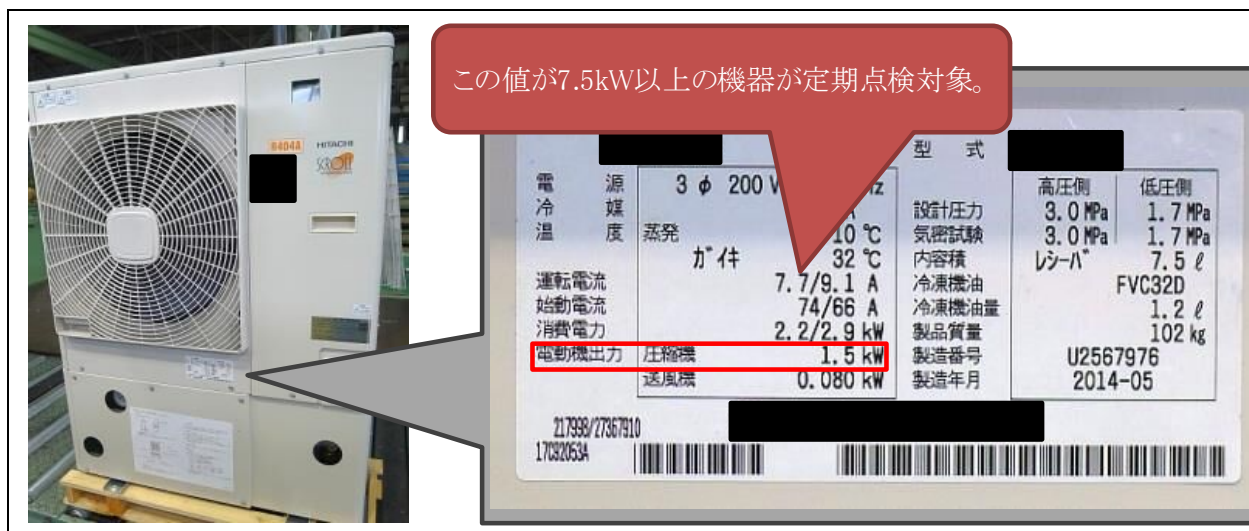 この値が7.5kW以上の機器が定期点検対象。
6404A HITACHI
型 式
電 源 3φ 200 V
冷 媒
温 度 蒸発 10 ℃
ガイキ 32 ℃
運転電流 7.7/9.1 A
始動電流 74/66 A
消費電力 2.2/2.9 kW
電動機出力 圧縮機 1.5 kW
送風機 0.080 kW
高圧側 低圧側
設計圧力 3.0 MPa 1.7 MPa
気密試験 3.0 MPa 1.7 MPa
内容積 レシーバ 7.5 ℓ
冷凍機油 FVC32D
冷凍機油量 1.2 ℓ
製品質量 102 kg
製造番号 U2567976
製造年月 2014-05
217998/27367910
17C92053A